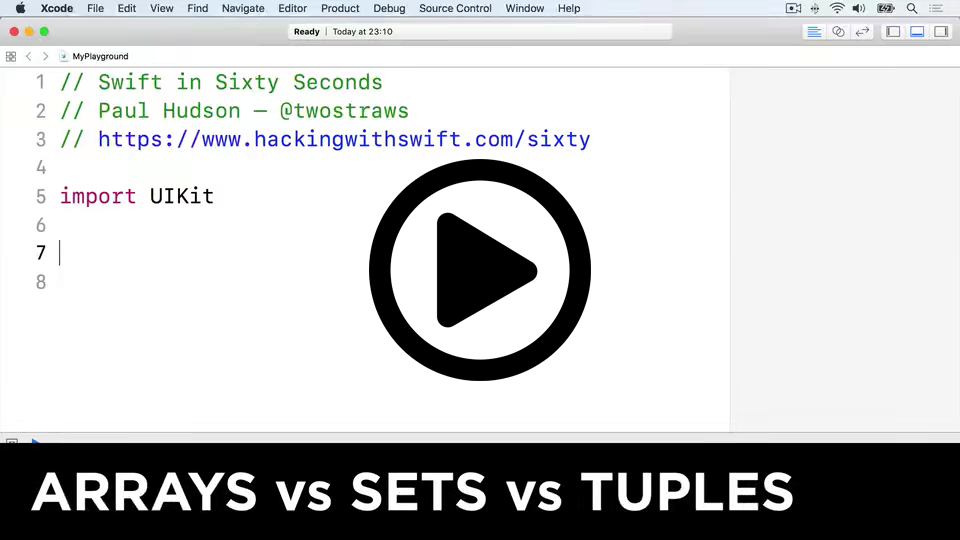 Xcode File Edit View Find Navigate Editor Product Debug Source Control Window Help
Ready | Today at 23:10
MyPlayground
1 // Swift in Sixty Seconds
2 // Paul Hudson — @twostraws
3 // https://www.hackingwithswift.com/sixty
4
5 import UIKit
6
7
8
ARRAYS vs SETS vs TUPLES